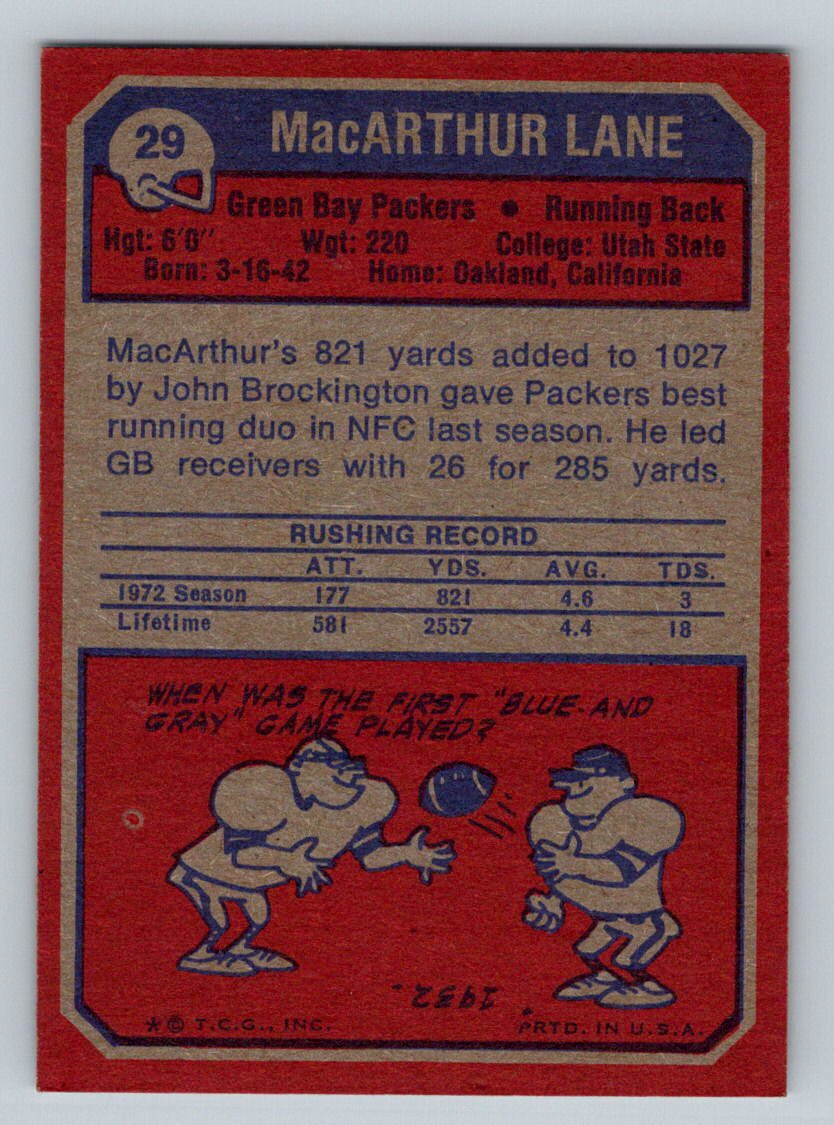 29
MacARTHUR LANE
Green Bay Packers • Running Back
Hgt: 6'0" Wgt: 220 College: Utah State
Born: 3-16-42 Home: Oakland, California
MacArthur's 821 yards added to 1027
by John Brockington gave Packers best
running duo in NFC last season. He led
GB receivers with 26 for 285 yards.
RUSHING RECORD
ATT. YDS. AVG. TDS.
1972 Season 177 821 4.6 3
Lifetime 581 2557 4.4 18
WHEN WAS THE FIRST "BLUE AND
GRAY" GAME PLAYED?
1932.
* © T.C.G., INC. PRTD. IN U.S.A.